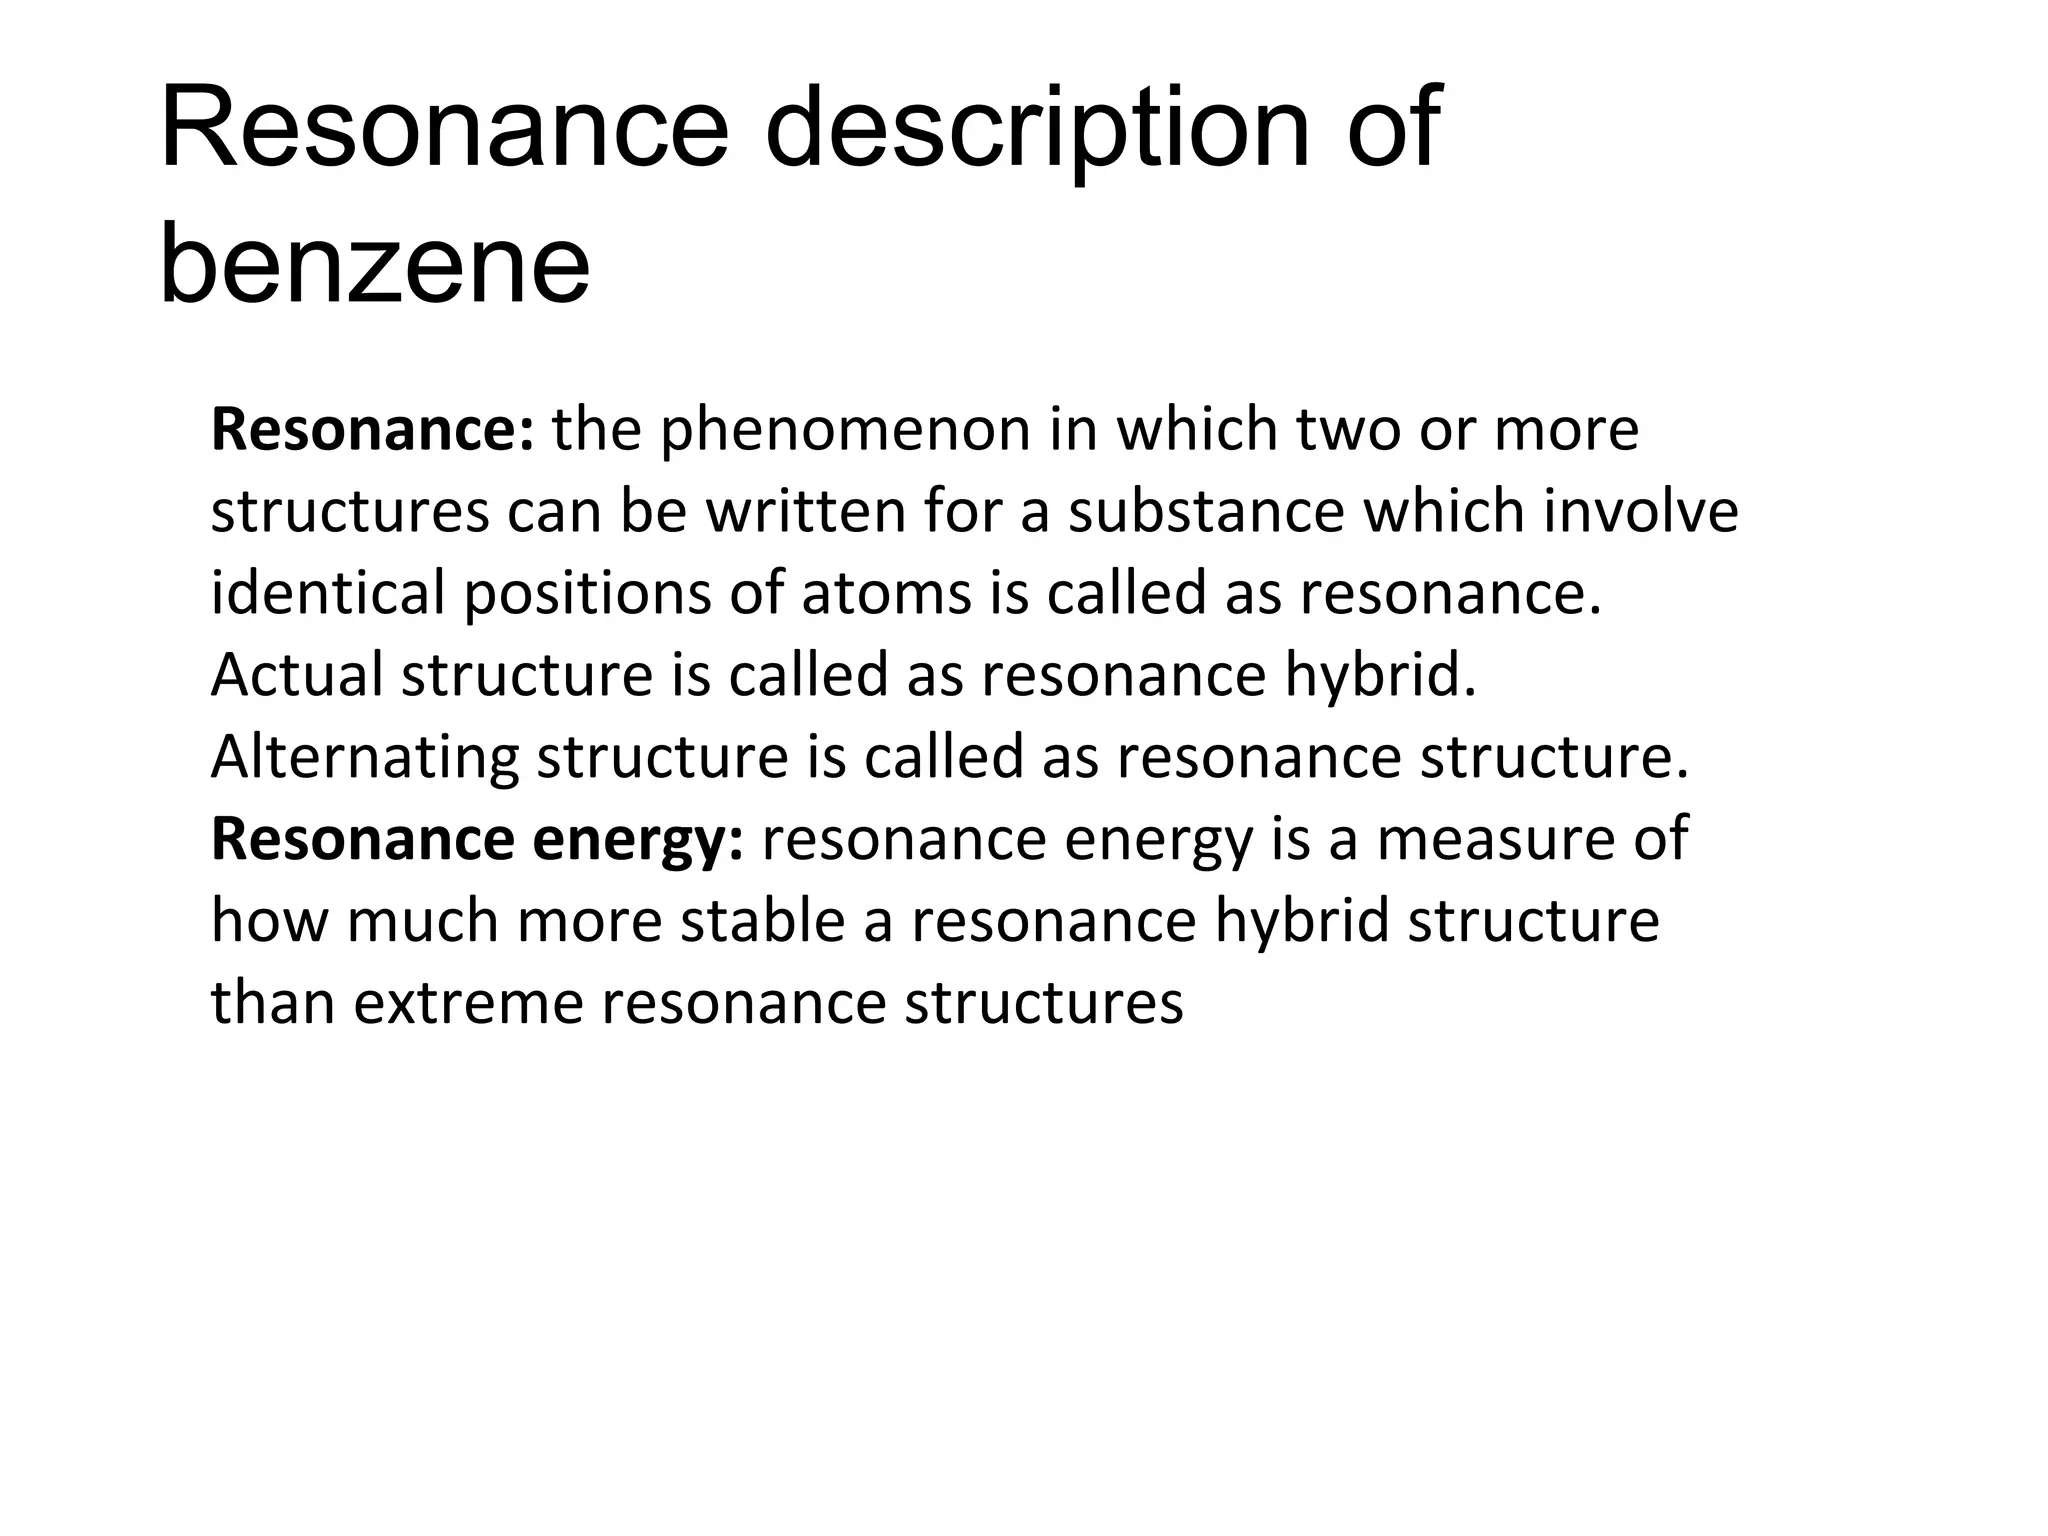 Resonance description of
benzene
Resonance: the phenomenon in which two or more
structures can be written for a substance which involve
identical positions of atoms is called as resonance.
Actual structure is called as resonance hybrid.
Alternating structure is called as resonance structure.
Resonance energy: resonance energy is a measure of
how much more stable a resonance hybrid structure
than extreme resonance structures